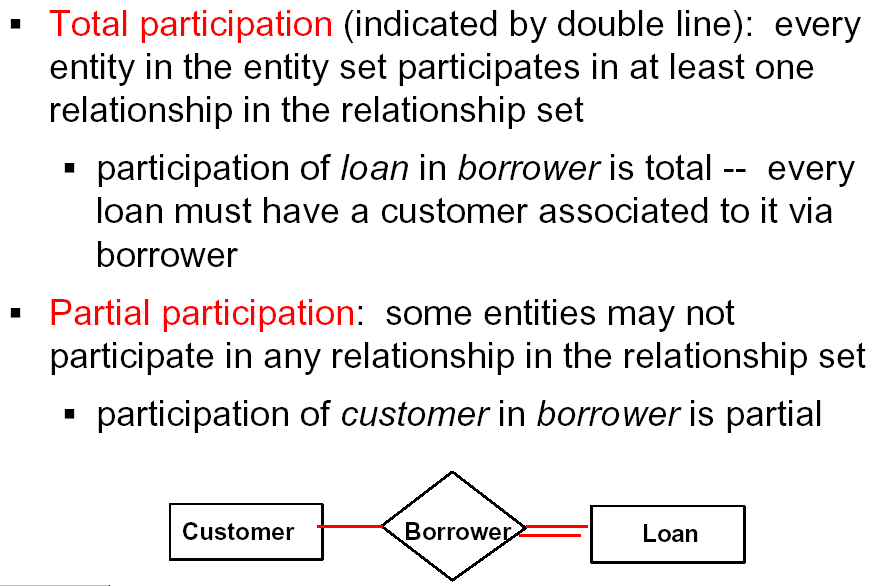 ▪ Total participation (indicated by double line): every
entity in the entity set participates in at least one
relationship in the relationship set
▪ participation of loan in borrower is total -- every
loan must have a customer associated to it via
borrower
▪ Partial participation: some entities may not
participate in any relationship in the relationship set
▪ participation of customer in borrower is partial
Customer Borrower Loan